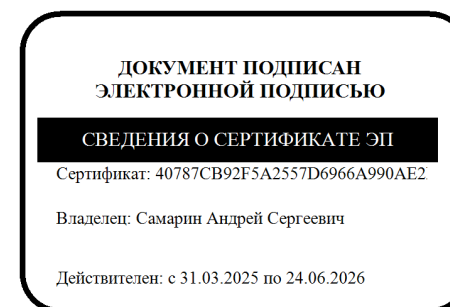 ДОКУМЕНТ ПОДПИСАН
ЭЛЕКТРОННОЙ ПОДПИСЬЮ
СВЕДЕНИЯ О СЕРТИФИКАТЕ ЭП
Сертификат: 40787CB92F5A2557D6966A990AE2
Владелец: Самарин Андрей Сергеевич
Действителен: с 31.03.2025 по 24.06.2026